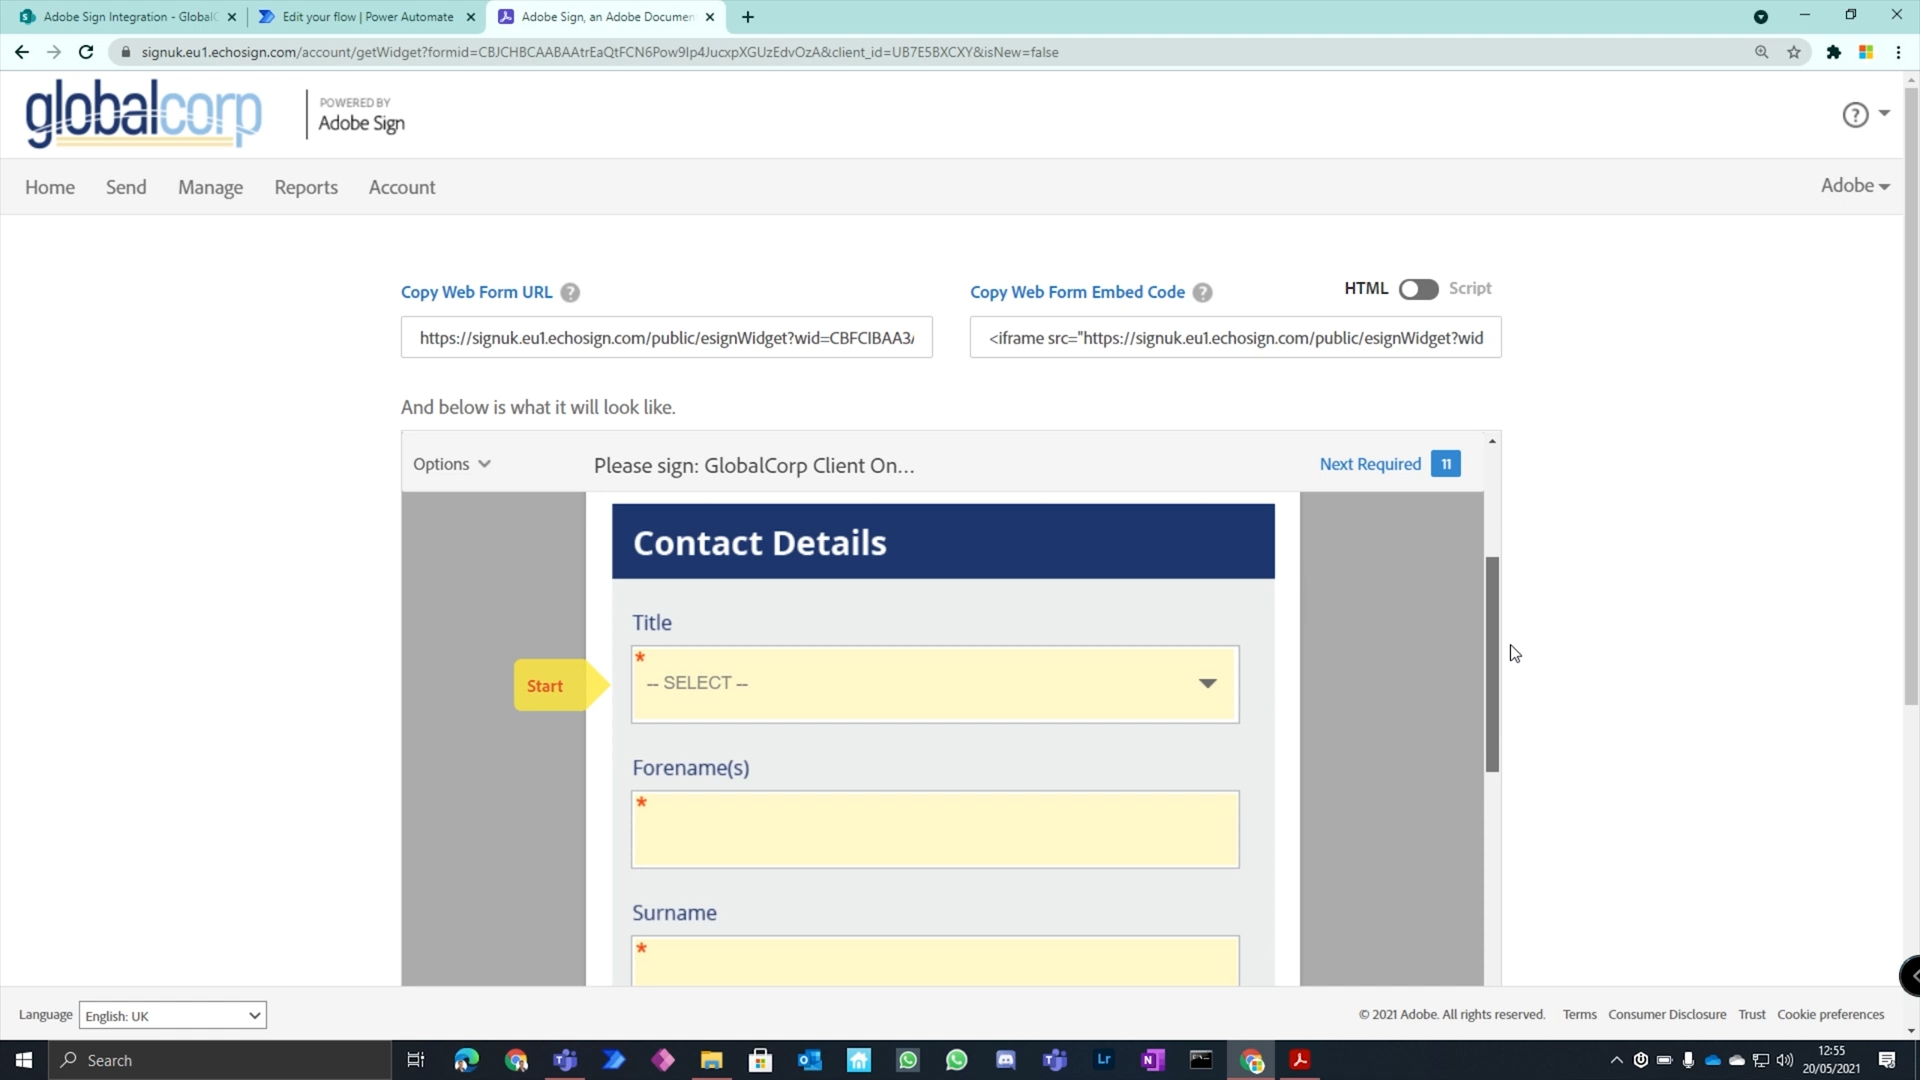 Adobe Sign Integration - Global
Edit your flow | Power Automate
Adobe Sign, an Adobe Documen
signuk.eu1.echosign.com/account/getWidget?formid=CBJCHBCAABAAtrEaQtFCN6Pow9Ip4JucxpXGUzEdvOzA&client_id=UB7E5BXCXY&isNew=false
globalcorp
POWERED BY
Adobe Sign
Home Send Manage Reports Account
Adobe
Copy Web Form URL ?
Copy Web Form Embed Code ?
HTML Script
https://signuk.eu1.echosign.com/public/esignWidget?wid=CBFCIBAA3A
<iframe src="https://signuk.eu1.echosign.com/public/esignWidget?wid
And below is what it will look like.
Options
Please sign: GlobalCorp Client On...
Next Required 11
Contact Details
Title
Start
* -- SELECT --
Forename(s)
*
Surname
*
Language English: UK
© 2021 Adobe. All rights reserved. Terms Consumer Disclosure Trust Cookie preferences
Search
Lr
12:55
20/05/2021